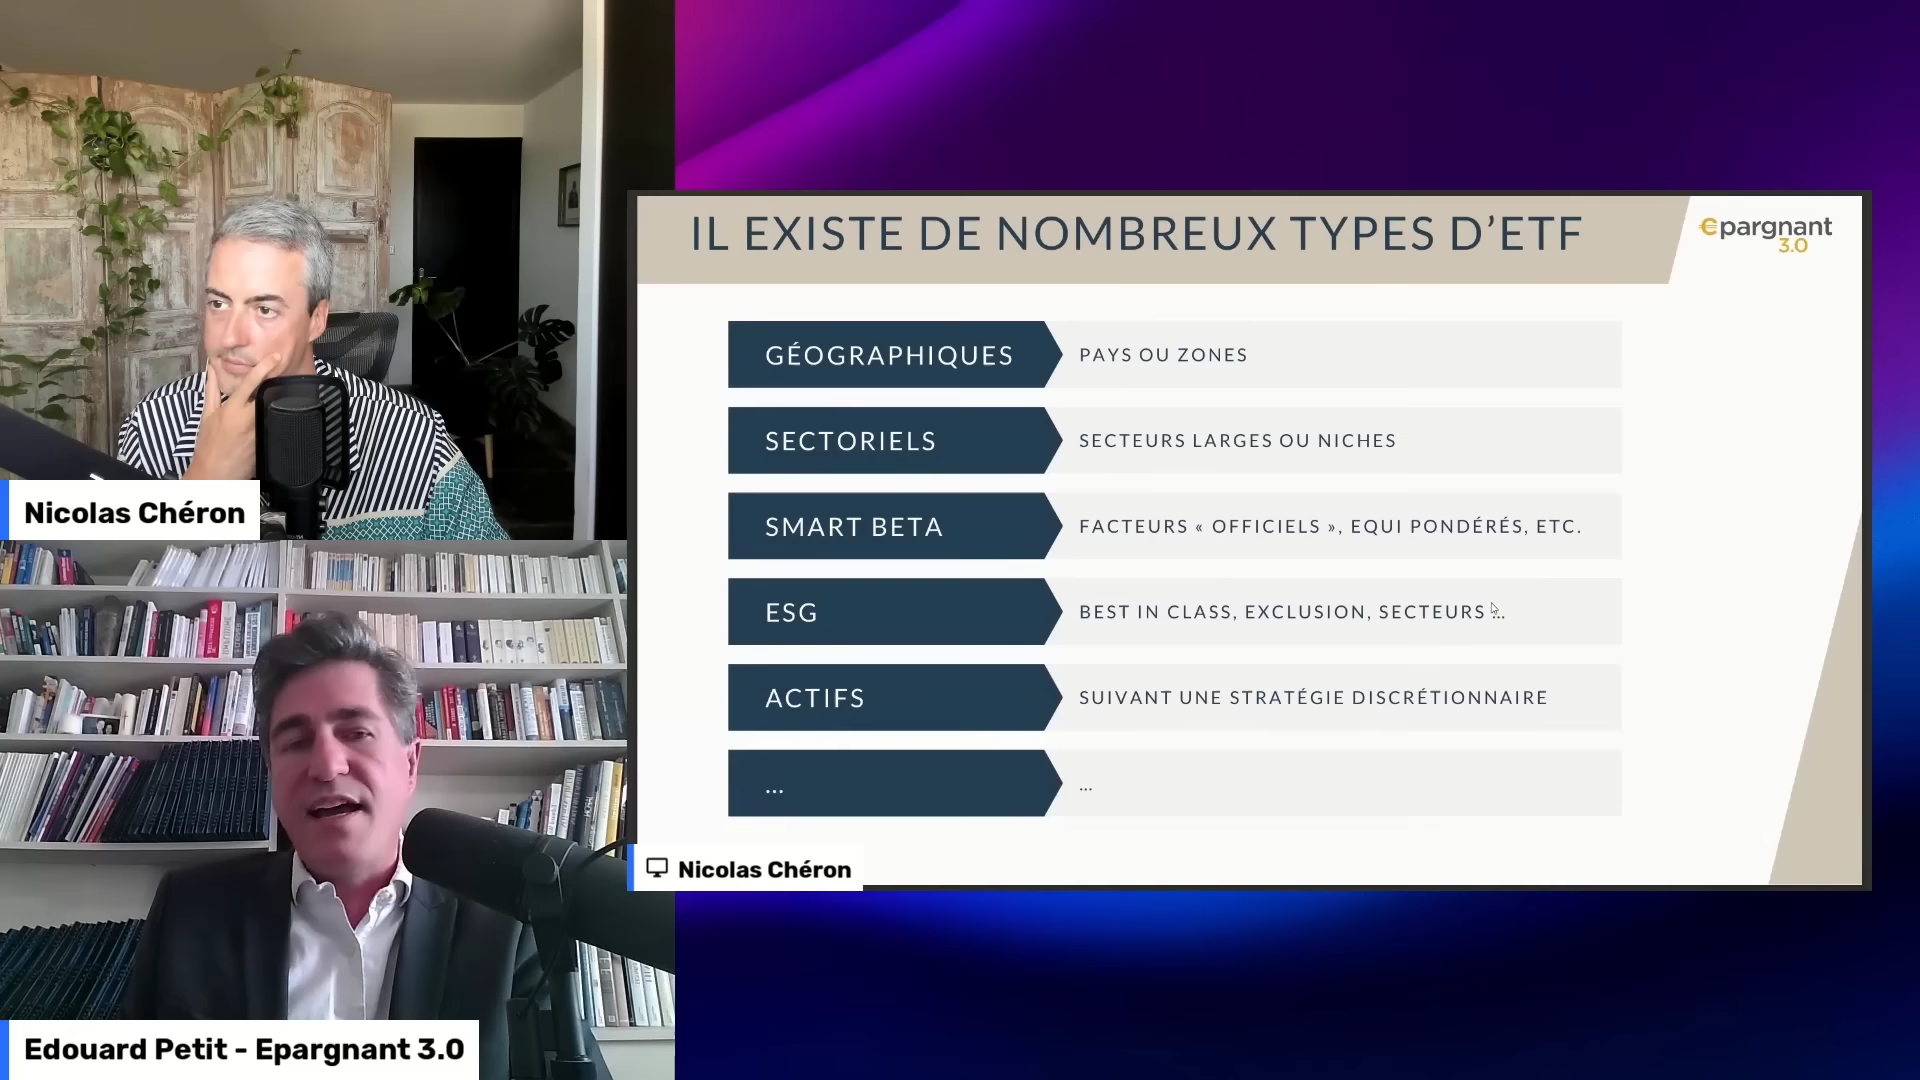 Nicolas Chéron
Edouard Petit - Epargnant 3.0
IL EXISTE DE NOMBREUX TYPES D’ETF
€pargnant
3.0
GÉOGRAPHIQUES
PAYS OU ZONES
SECTORIELS
SECTEURS LARGES OU NICHES
SMART BETA
FACTEURS « OFFICIELS », EQUI PONDÉRÉS, ETC.
ESG
BEST IN CLASS, EXCLUSION, SECTEURS ...
ACTIFS
SUIVANT UNE STRATÉGIE DISCRÉTIONNAIRE
...
...
Nicolas Chéron